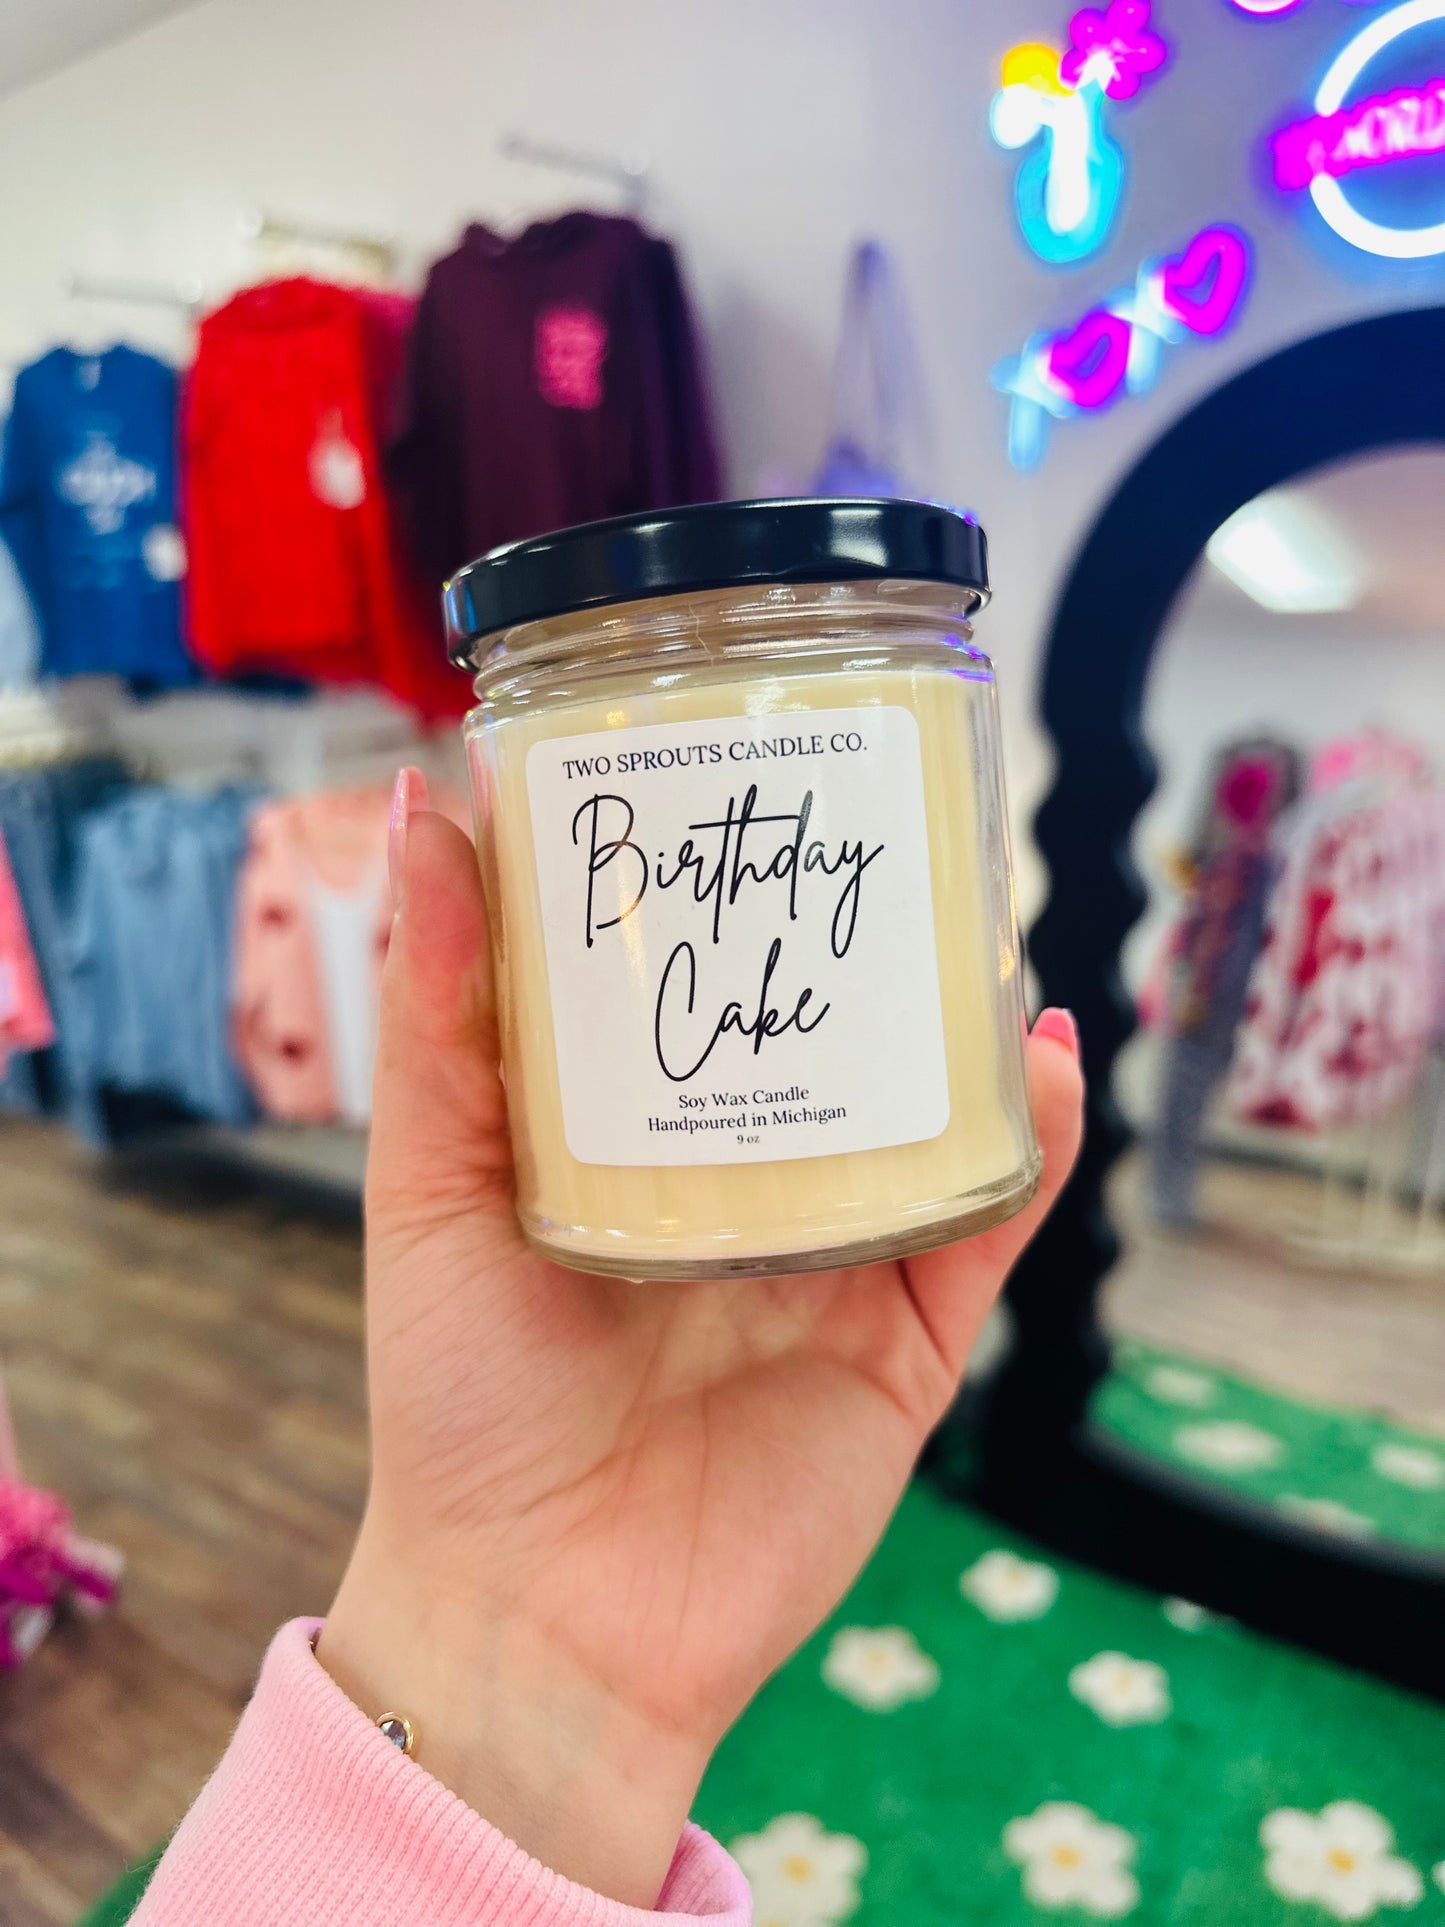 TWO SPROUTS CANDLE CO.
Birthday
Cake
Soy Wax Candle
Handpoured in Michigan
9 oz